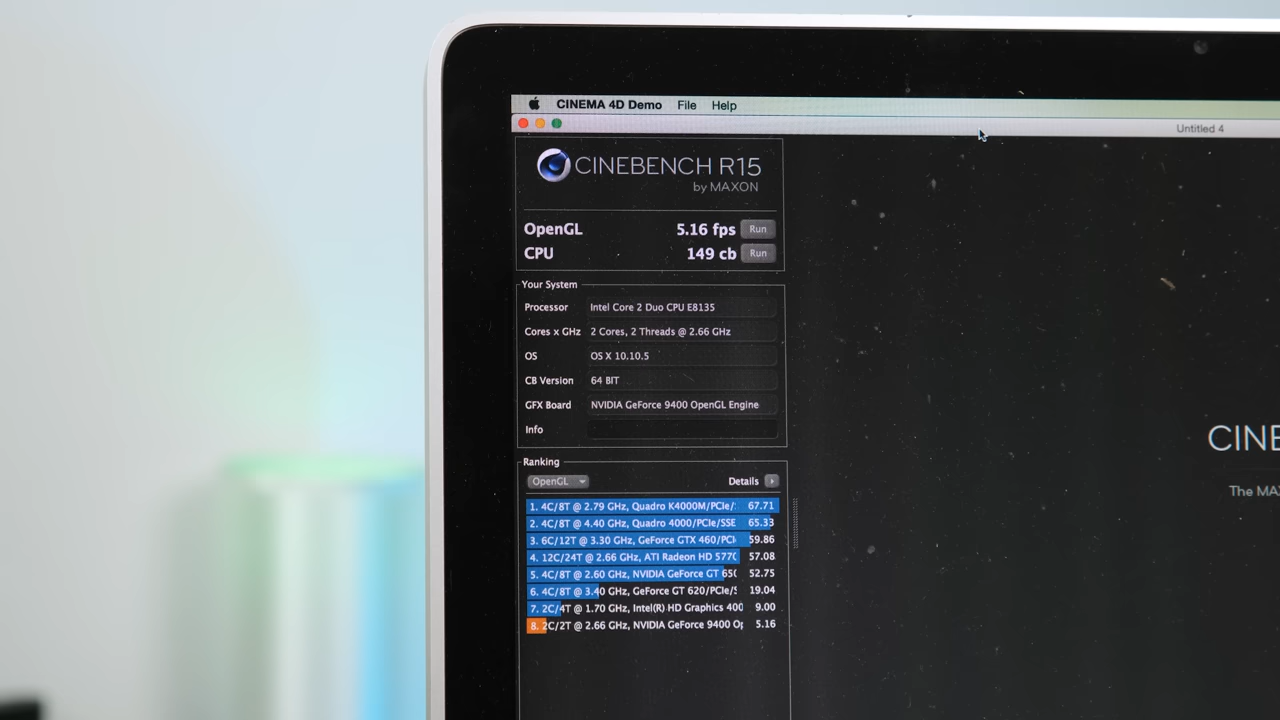 CINEMA 4D Demo File Help
Untitled 4
CINEBENCH R15
by MAXON
OpenGL 5.16 fps Run
CPU 149 cb Run
Your System
Processor Intel Core 2 Duo CPU E8135
Cores x GHz 2 Cores, 2 Threads @ 2.66 GHz
OS OS X 10.10.5
CB Version 64 BIT
GFX Board NVIDIA GeForce 9400 OpenGL Engine
Info
Ranking
OpenGL Details
1. 4C/8T @ 2.79 GHz, Quadro K4000M/PCIe/ 67.71
2. 4C/8T @ 4.40 GHz, Quadro 4000/PCIe/SSE 65.33
3. 6C/12T @ 3.30 GHz, GeForce GTX 460/PCI 59.86
4. 12C/24T @ 2.66 GHz, ATI Radeon HD 577 57.08
5. 4C/8T @ 2.60 GHz, NVIDIA GeForce GT 65 52.75
6. 4C/8T @ 3.40 GHz, GeForce GT 620/PCIe/ 19.04
7. 2C/4T @ 1.70 GHz, Intel(R) HD Graphics 400 9.00
8. 2C/2T @ 2.66 GHz, NVIDIA GeForce 9400 O 5.16
CINE
The MAX